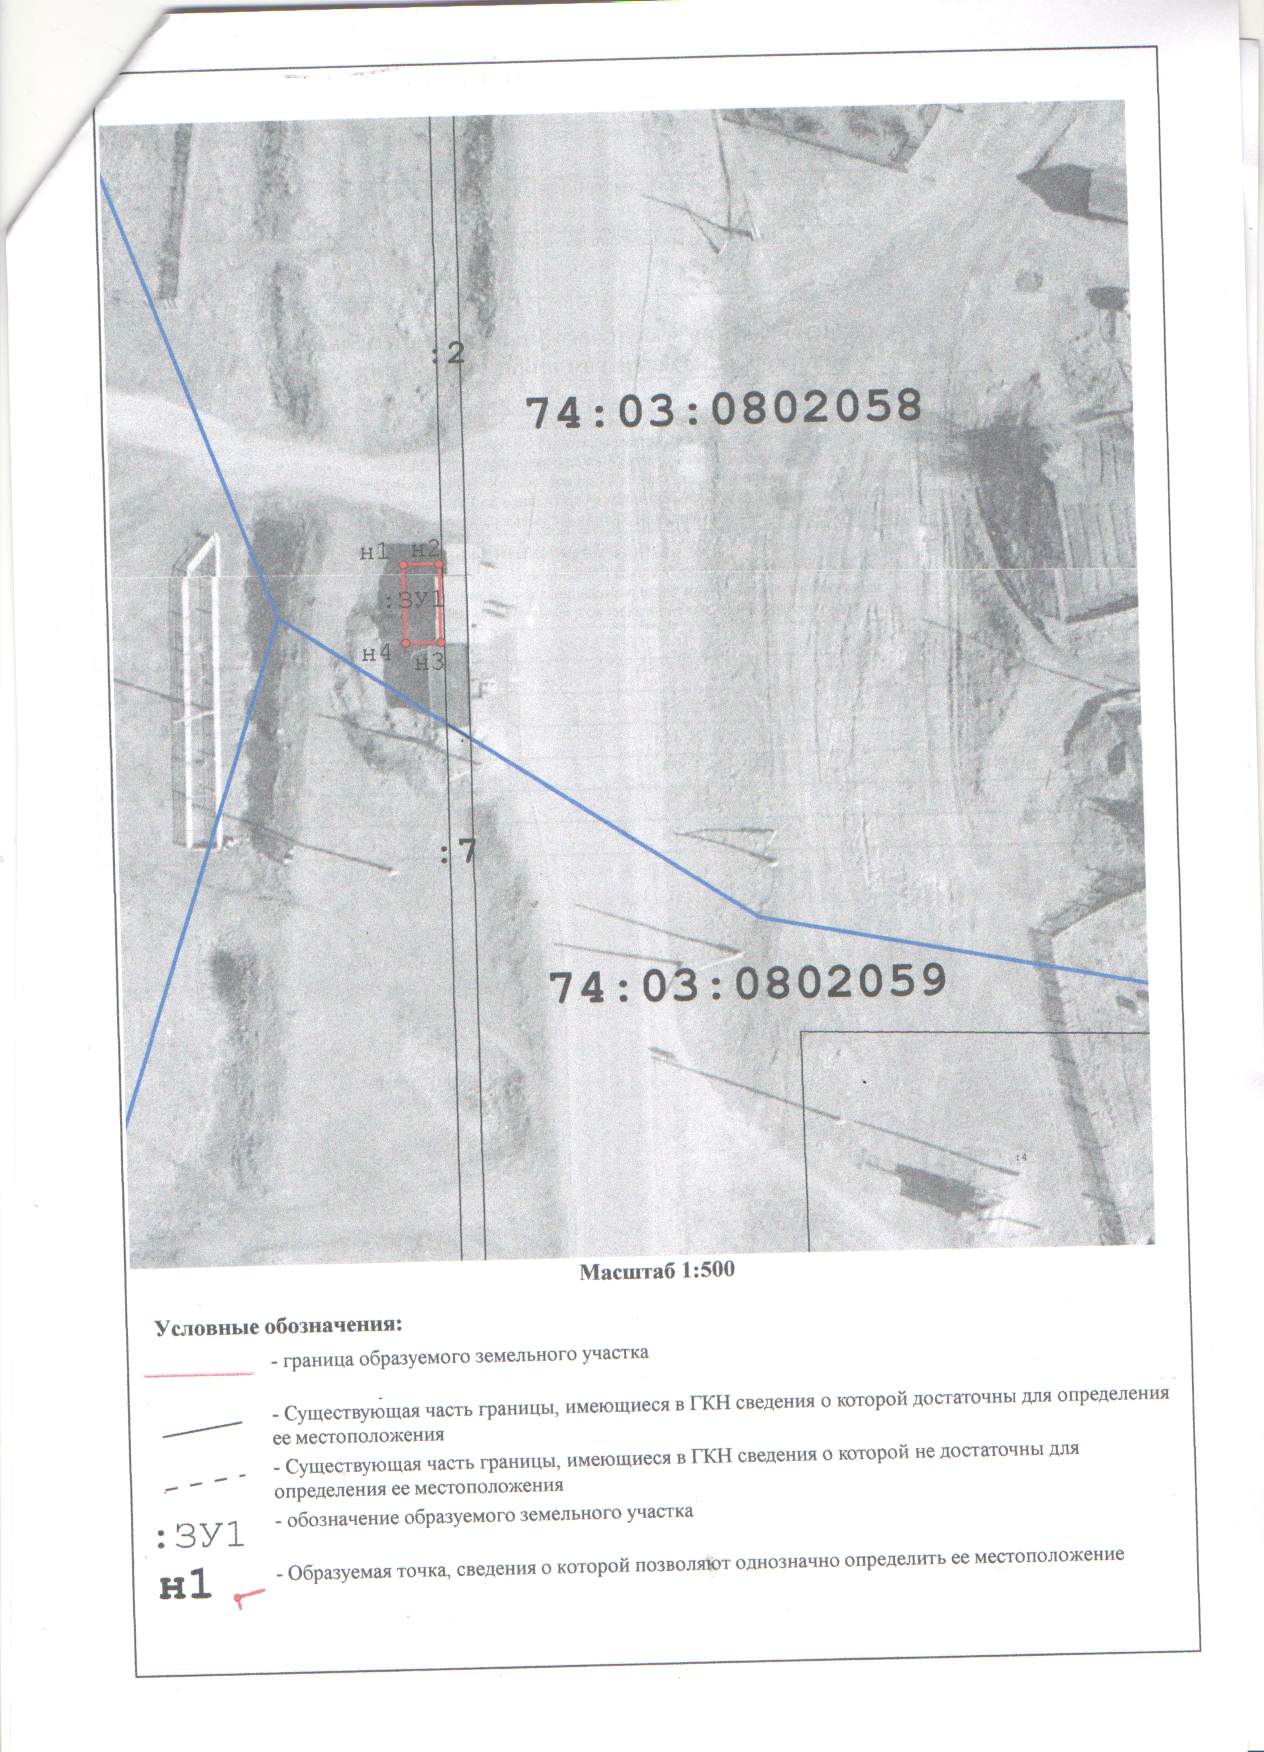 :2
74:03:0802058
н1 н2
:ЗУ1
н4
н3
:7
74:03:0802059
:4
Масштаб 1:500
Условные обозначения:
- граница образуемого земельного участка
- Существующая часть границы, имеющиеся в ГКН сведения о которой достаточны для определения
ее местоположения
- Существующая часть границы, имеющиеся в ГКН сведения о которой не достаточны для
определения ее местоположения
:ЗУ1 - обозначение образуемого земельного участка
н1 - Образуемая точка, сведения о которой позволяют однозначно определить ее местоположение